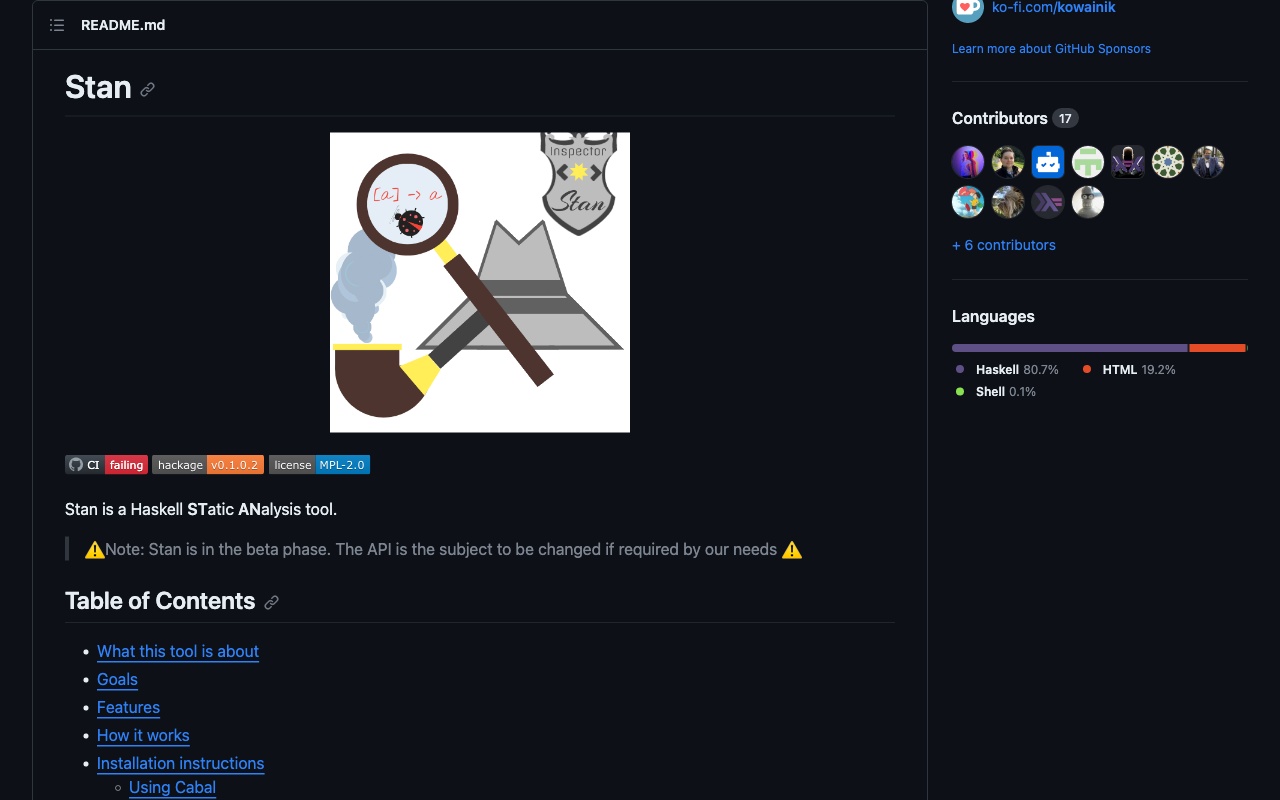 README.md
Stan
[a] -> a
Inspector
Stan
CI failing hackage v0.1.0.2 license MPL-2.0
Stan is a Haskell STatic ANalysis tool.
⚠️Note: Stan is in the beta phase. The API is the subject to be changed if required by our needs ⚠️
Table of Contents
What this tool is about
Goals
Features
How it works
Installation instructions
Using Cabal
ko-fi.com/kowainik
Learn more about GitHub Sponsors
Contributors 17
+ 6 contributors
Languages
Haskell 80.7% HTML 19.2%
Shell 0.1%